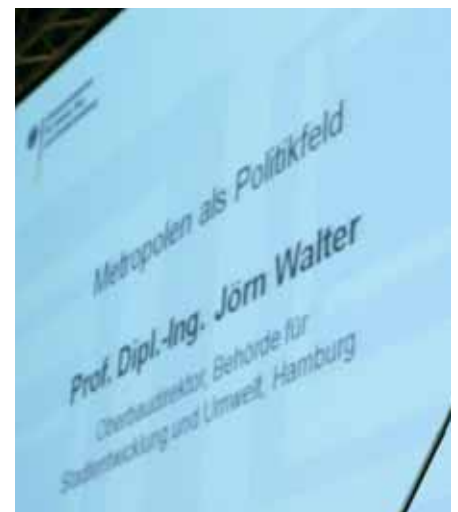 Metropolen als Politikfeld
Prof. Dipl.-Ing. Jörn Walter
Oberbaudirektor, Behörde für
Stadtentwicklung und Umwelt, Hamburg